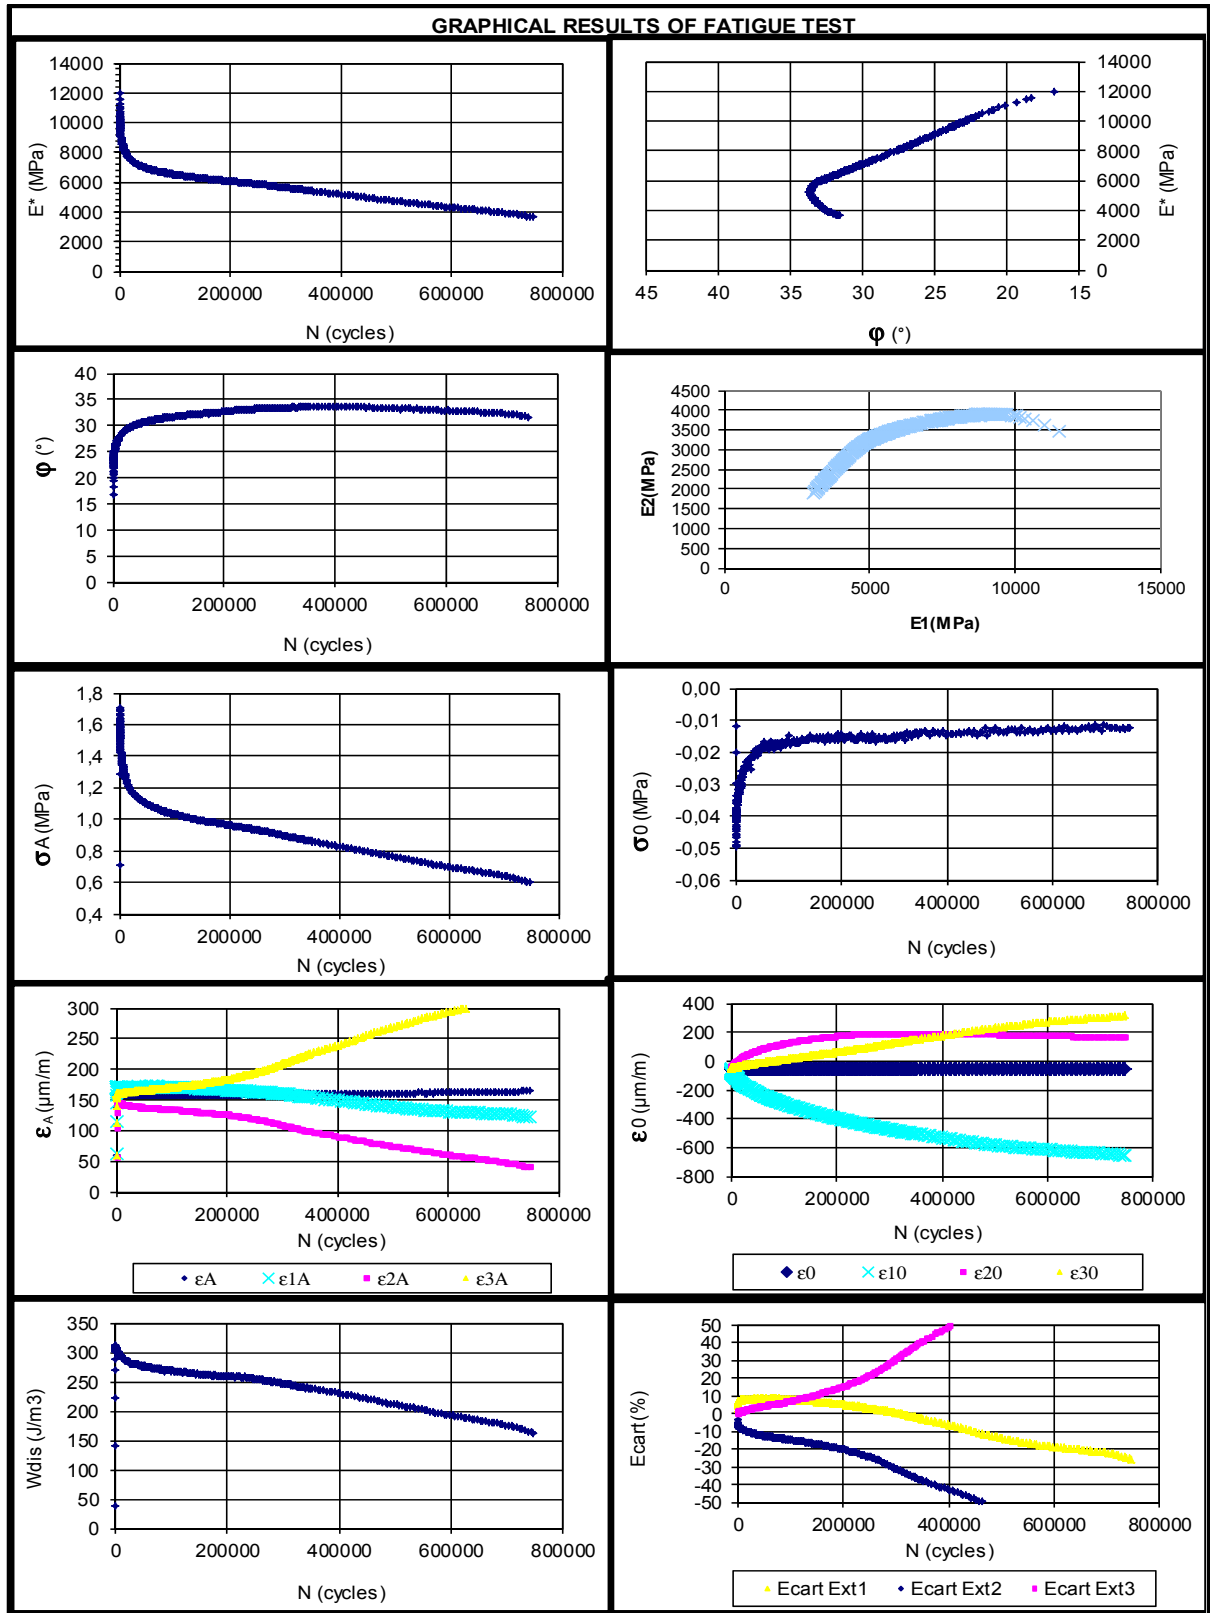 GRAPHICAL RESULTS OF FATIGUE TEST
14000
12000
10000
8000
6000
4000
2000
0
E* (MPa)
0 200000 400000 600000 800000
N (cycles)
14000
12000
10000
8000
6000
4000
2000
0
E* (MPa)
45 40 35 30 25 20 15
φ (°)
40
35
30
25
20
15
10
5
0
φ (°)
0 200000 400000 600000 800000
N (cycles)
4500
4000
3500
3000
2500
2000
1500
1000
500
0
E2(MPa)
0 5000 10000 15000
E1(MPa)
1,8
1,6
1,4
1,2
1,0
0,8
0,6
0,4
σA (MPa)
0 200000 400000 600000 800000
N (cycles)
0,00
-0,01
-0,02
-0,03
-0,04
-0,05
-0,06
σ0 (MPa)
0 200000 400000 600000 800000
N (cycles)
300
250
200
150
100
50
0
εA (µm/m)
0 200000 400000 600000 800000
N (cycles)
εA ε1A ε2A ε3A
400
200
0
-200
-400
-600
-800
ε0 (µm/m)
0 200000 400000 600000 800000
N (cycles)
ε0 ε10 ε20 ε30
350
300
250
200
150
100
50
0
Wdis (J/m3)
0 200000 400000 600000 800000
N (cycles)
50
40
30
20
10
0
-10
-20
-30
-40
-50
Ecart (%)
0 200000 400000 600000 800000
N (cycles)
Ecart Ext1 Ecart Ext2 Ecart Ext3